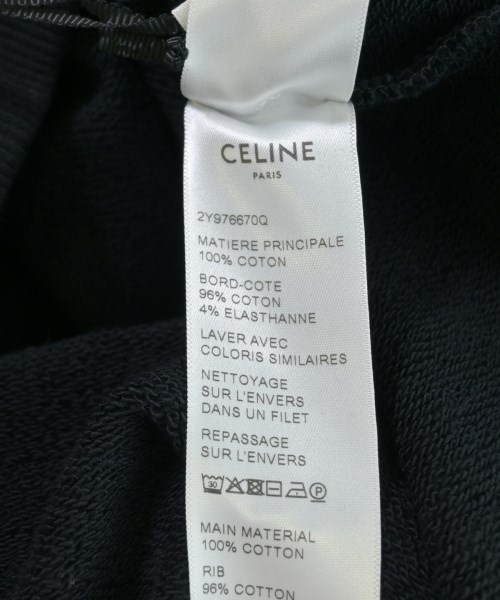 CELINE
PARIS
2Y976670Q
MATIERE PRINCIPALE
100% COTON
BORD-COTE
96% COTON
4% ELASTHANNE
LAVER AVEC
COLORIS SIMILAIRES
NETTOYAGE
SUR L'ENVERS
DANS UN FILET
REPASSAGE
SUR L'ENVERS
30 P
MAIN MATERIAL
100% COTTON
RIB
96% COTTON